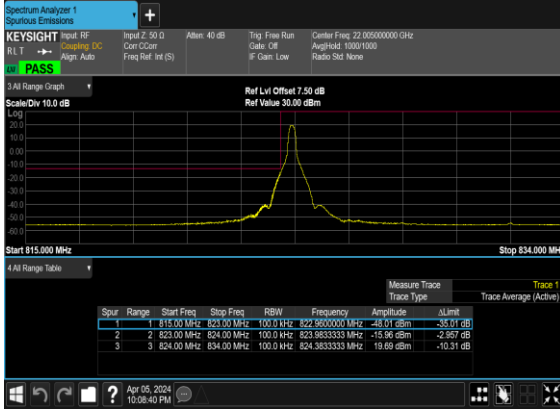 Spectrum Analyzer 1
Spurious Emissions
+
KEYSIGHT Input: RF Input Z: 50 Ω Atten: 40 dB Trig: Free Run Center Freq: 22.005000000 GHz
RLT Coupling: DC Corr CCorr Gate: Off Avg|Hold: 1000/1000
Align: Auto Freq Ref: Int (S) IF Gain: Low Radio Std: None
PASS
3 All Range Graph
Ref Lvl Offset 7.50 dB
Scale/Div 10.0 dB Ref Value 30.00 dBm
Log
20.0
10.0
0.00
-10.0
-20.0
-30.0
-40.0
-50.0
-60.0
Start 815.000 MHz Stop 834.000 MH
4 All Range Table
Measure Trace Trace 1
Trace Type Trace Average (Active)
Spur Range Start Freq Stop Freq RBW Frequency Amplitude ΔLimit
1 1 815.00 MHz 823.00 MHz 100.0 kHz 822.9600000 MHz -48.01 dBm -35.01 dB
2 2 823.00 MHz 824.00 MHz 100.0 kHz 823.9833333 MHz -15.96 dBm -2.957 dB
3 3 824.00 MHz 834.00 MHz 100.0 kHz 824.3833333 MHz 19.69 dBm -10.31 dB
? Apr 05, 2024
10:08:40 PM